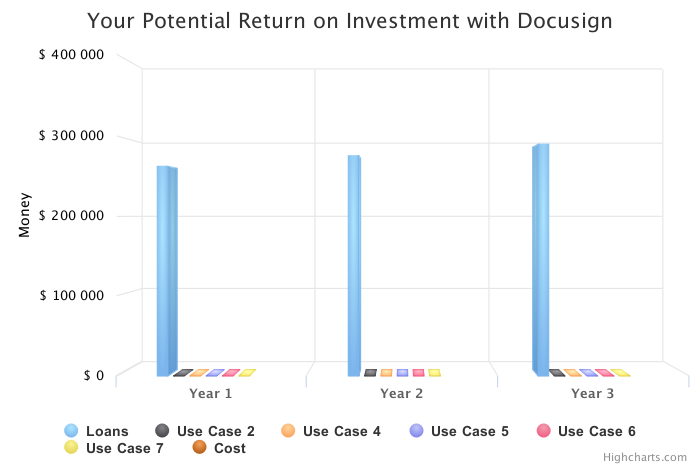 Your Potential Return on Investment with Docusign
$ 400 000
$ 300 000
$ 200 000
$ 100 000
$ 0
Money
Year 1 Year 2 Year 3
Loans Use Case 2 Use Case 4 Use Case 5 Use Case 6
Use Case 7 Cost
Highcharts.com